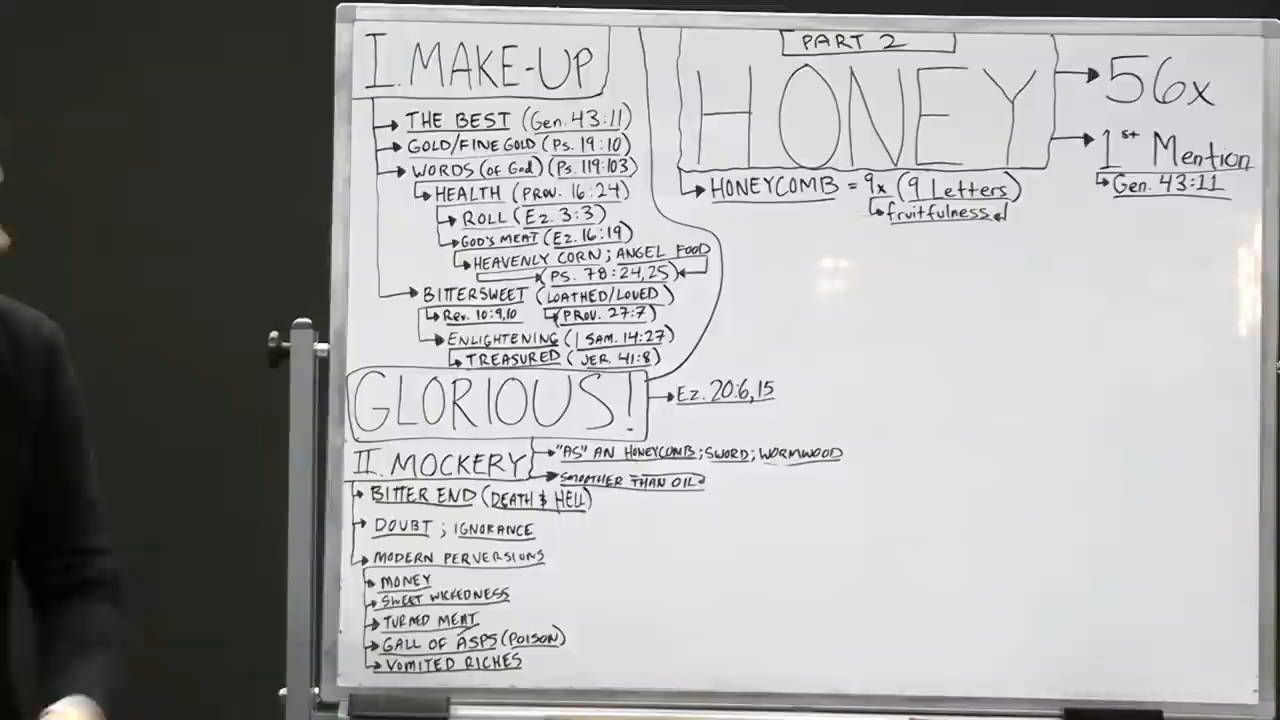 I. MAKE-UP
THE BEST (Gen. 43:11)
GOLD/FINE GOLD (Ps. 19:10)
WORDS (of God) (Ps. 119:103)
HEALTH (PROV. 16:24)
ROLL (Ez. 3:3)
GOD'S MEAT (Ez. 16:19)
HEAVENLY CORN; ANGEL FOOD
(PS. 78:24,25)
BITTERSWEET (LOATHED/LOVED)
Rev. 10:9,10 (PROV. 27:7)
ENLIGHTENING (1 SAM. 14:27)
TREASURED (JER. 41:8)
GLORIOUS!
Ez. 20:6,15
II. MOCKERY
"AS" AN HONEYCOMB; SWORD; WORMWOOD
SMOOTHER THAN OIL
BITTER END (DEATH & HELL)
DOUBT; IGNORANCE
MODERN PERVERSIONS
MONEY
SWEET WICKEDNESS
TURNED MEAT
GALL OF ASPS (POISON)
VOMITED RICHES
PART 2
HONEY
56x
1st Mention
Gen. 43:11
HONEYCOMB = 9x (9 Letters)
fruitfulness